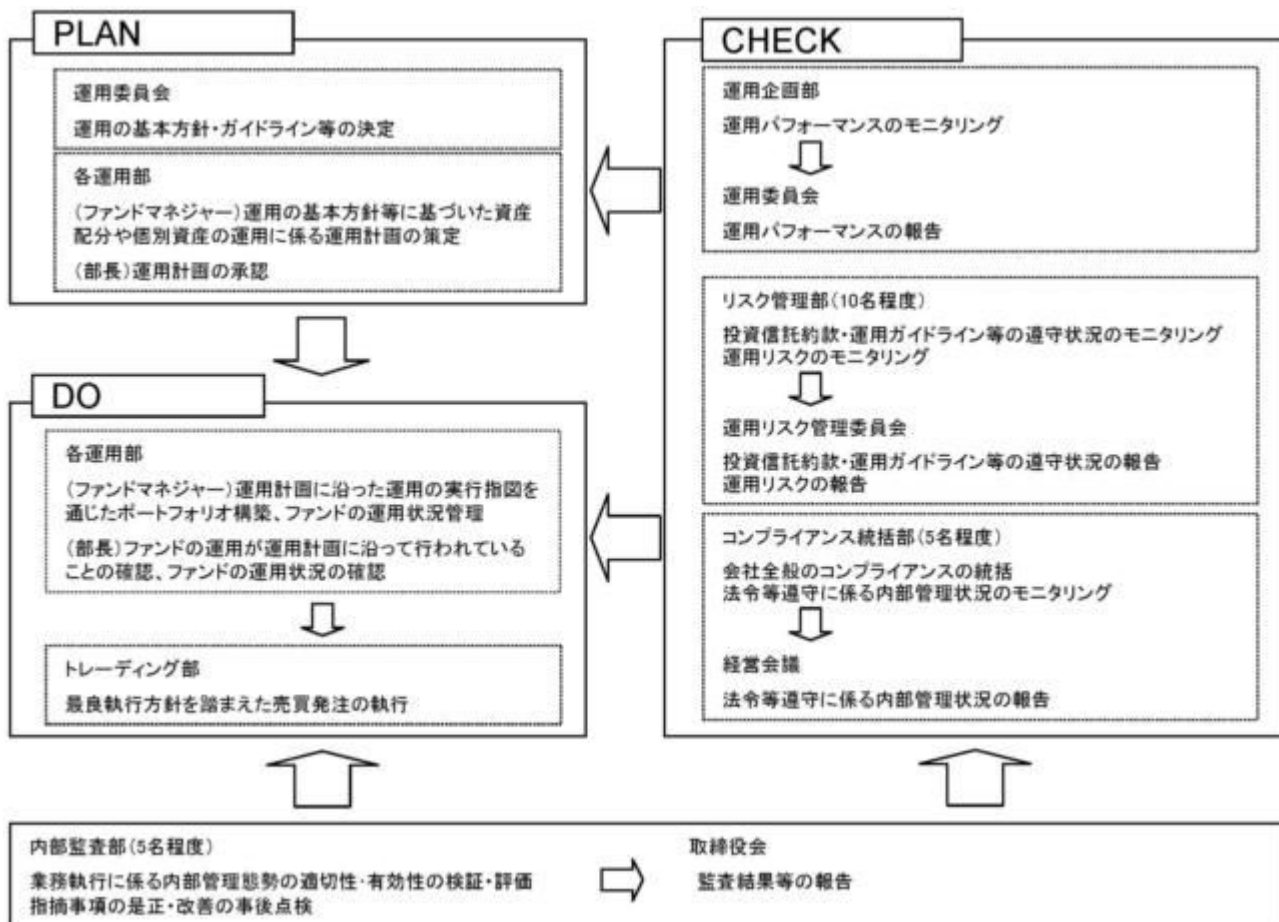 PLAN
運用委員会
運用の基本方針・ガイドライン等の決定
各運用部
(ファンドマネジャー)運用の基本方針等に基づいた資産
配分や個別資産の運用に係る運用計画の策定
(部長)運用計画の承認
DO
各運用部
(ファンドマネジャー)運用計画に沿った運用の実行指図を
通じたポートフォリオ構築、ファンドの運用状況管理
(部長)ファンドの運用が運用計画に沿って行われている
ことの確認、ファンドの運用状況の確認
トレーディング部
最良執行方針を踏まえた売買発注の執行
CHECK
運用企画部
運用パフォーマンスのモニタリング
運用委員会
運用パフォーマンスの報告
リスク管理部(10名程度)
投資信託約款・運用ガイドライン等の遵守状況のモニタリング
運用リスクのモニタリング
運用リスク管理委員会
投資信託約款・運用ガイドライン等の遵守状況の報告
運用リスクの報告
コンプライアンス統括部(5名程度)
会社全般のコンプライアンスの統括
法令等遵守に係る内部管理状況のモニタリング
経営会議
法令等遵守に係る内部管理状況の報告
内部監査部(5名程度)
業務執行に係る内部管理態勢の適切性・有効性の検証・評価
指摘事項の是正・改善の事後点検
取締役会
監査結果等の報告